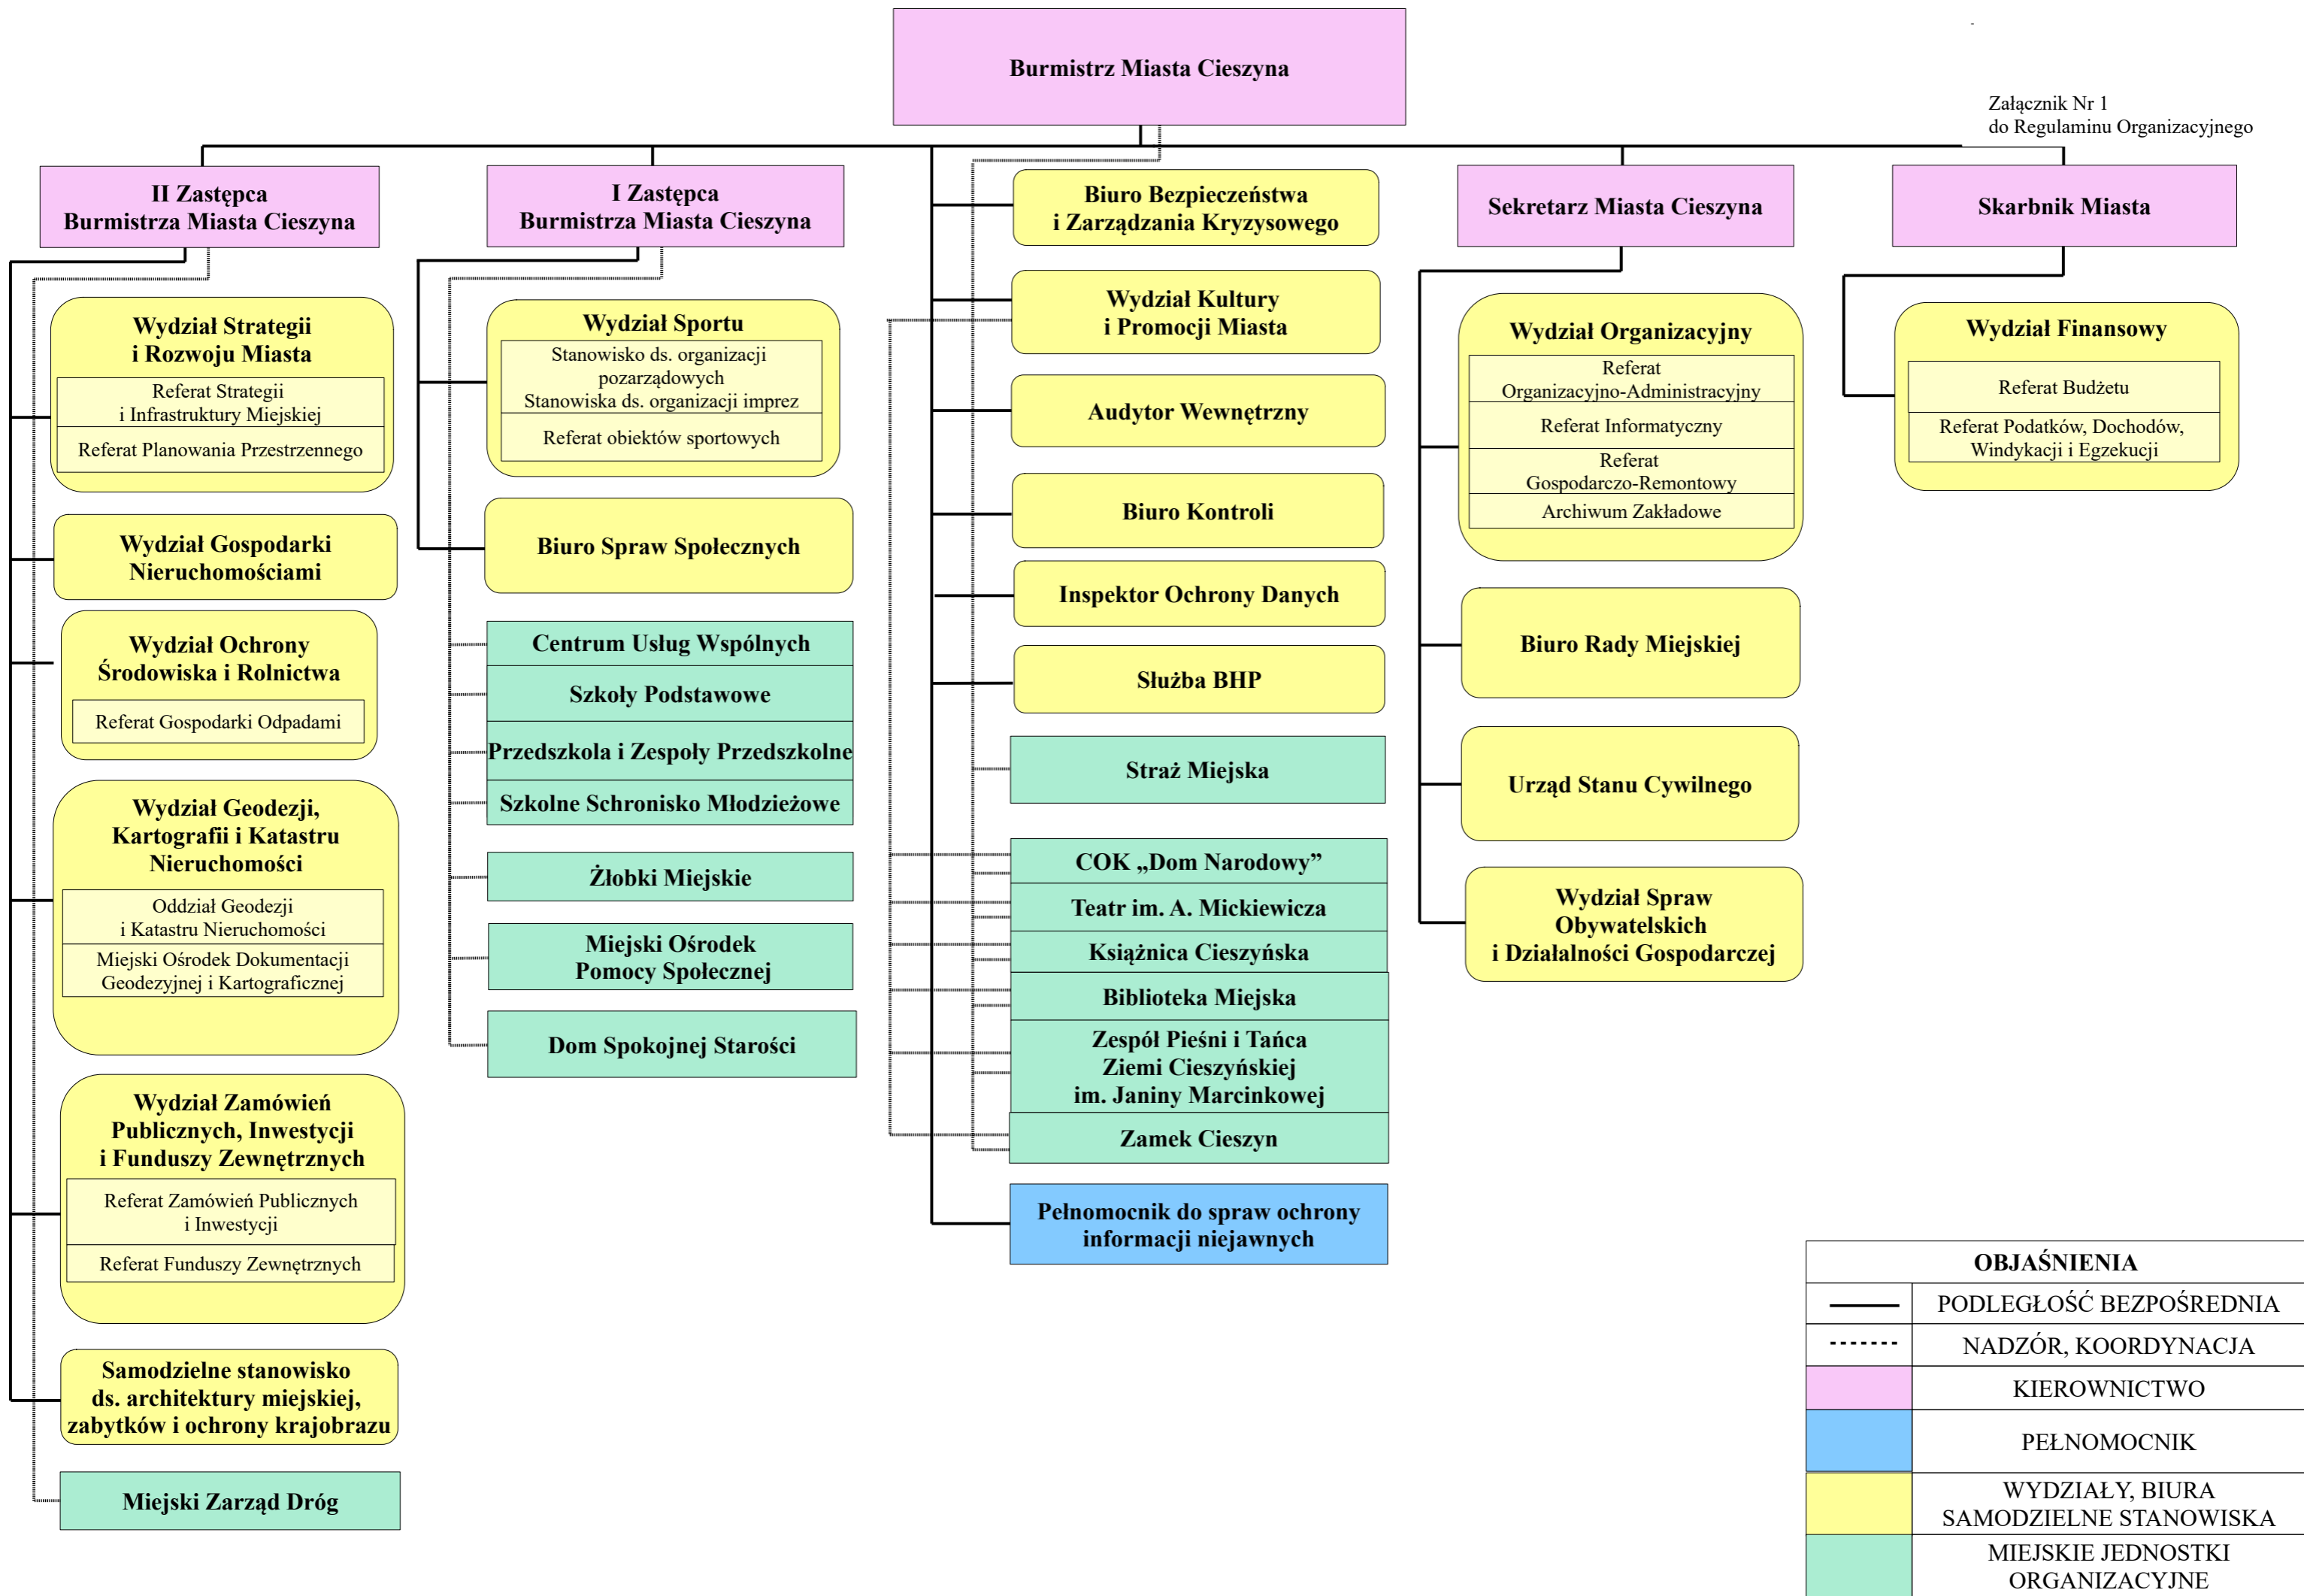 Burmistrz Miasta Cieszyna
Załącznik Nr 1
do Regulaminu Organizacyjnego
II Zastępca
Burmistrza Miasta Cieszyna
Wydział Strategii
i Rozwoju Miasta
Referat Strategii
i Infrastruktury Miejskiej
Referat Planowania Przestrzennego
Wydział Gospodarki
Nieruchomościami
Wydział Ochrony
Środowiska i Rolnictwa
Referat Gospodarki Odpadami
Wydział Geodezji,
Kartografii i Katastru
Nieruchomości
Oddział Geodezji
i Katastru Nieruchomości
Miejski Ośrodek Dokumentacji
Geodezyjnej i Kartograficznej
Wydział Zamówień
Publicznych, Inwestycji
i Funduszy Zewnętrznych
Referat Zamówień Publicznych
i Inwestycji
Referat Funduszy Zewnętrznych
Samodzielne stanowisko
ds. architektury miejskiej,
zabytków i ochrony krajobrazu
Miejski Zarząd Dróg
I Zastępca
Burmistrza Miasta Cieszyna
Wydział Sportu
Stanowisko ds. organizacji
pozarządowych
Stanowiska ds. organizacji imprez
Referat obiektów sportowych
Biuro Spraw Społecznych
Centrum Usług Wspólnych
Szkoły Podstawowe
Przedszkola i Zespoły Przedszkolne
Szkolne Schronisko Młodzieżowe
Żłobki Miejskie
Miejski Ośrodek
Pomocy Społecznej
Dom Spokojnej Starości
Biuro Bezpieczeństwa
i Zarządzania Kryzysowego
Wydział Kultury
i Promocji Miasta
Audytor Wewnętrzny
Biuro Kontroli
Inspektor Ochrony Danych
Służba BHP
Straż Miejska
COK „Dom Narodowy”
Teatr im. A. Mickiewicza
Książnica Cieszyńska
Biblioteka Miejska
Zespół Pieśni i Tańca
Ziemi Cieszyńskiej
im. Janiny Marcinkowej
Zamek Cieszyn
Pełnomocnik do spraw ochrony
informacji niejawnych
Sekretarz Miasta Cieszyna
Wydział Organizacyjny
Referat
Organizacyjno-Administracyjny
Referat Informatyczny
Referat
Gospodarczo-Remontowy
Archiwum Zakładowe
Biuro Rady Miejskiej
Urząd Stanu Cywilnego
Wydział Spraw
Obywatelskich
i Działalności Gospodarczej
Skarbnik Miasta
Wydział Finansowy
Referat Budżetu
Referat Podatków, Dochodów,
Windykacji i Egzekucji
OBJAŚNIENIA
PODLEGŁOŚĆ BEZPOŚREDNIA
NADZÓR, KOORDYNACJA
KIEROWNICTWO
PEŁNOMOCNIK
WYDZIAŁY, BIURA
SAMODZIELNE STANOWISKA
MIEJSKIE JEDNOSTKI
ORGANIZACYJNE